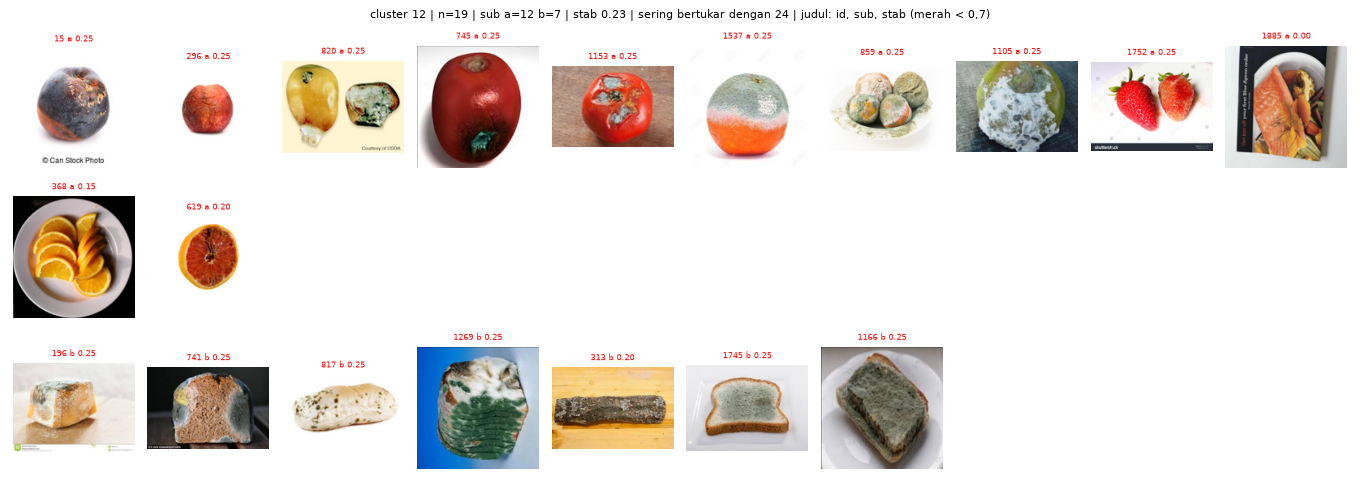 cluster 12 | n=19 | sub a=12 b=7 | stab 0.23 | sering bertukar dengan 24 | judul: id, sub, stab (merah < 0,7)
15 a 0.25
296 a 0.25
820 a 0.25
745 a 0.25
1153 a 0.25
1537 a 0.25
859 a 0.25
1105 a 0.25
1752 a 0.25
1885 a 0.00
© Can Stock Photo
Courtesy of USDA
shutterstock
368 a 0.15
619 a 0.20
196 b 0.25
741 b 0.25
817 b 0.25
1269 b 0.25
313 b 0.20
1745 b 0.25
1166 b 0.25